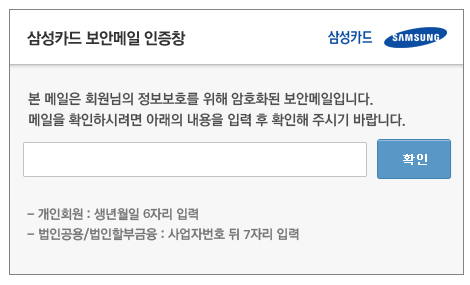 삼성카드 보안메일 인증창
삼성카드 SAMSUNG
본 메일은 회원님의 정보보호를 위해 암호화된 보안메일입니다.
메일을 확인하시려면 아래의 내용을 입력 후 확인해 주시기 바랍니다.
확인
- 개인회원 : 생년월일 6자리 입력
- 법인공용/법인할부금융 : 사업자번호 뒤 7자리 입력